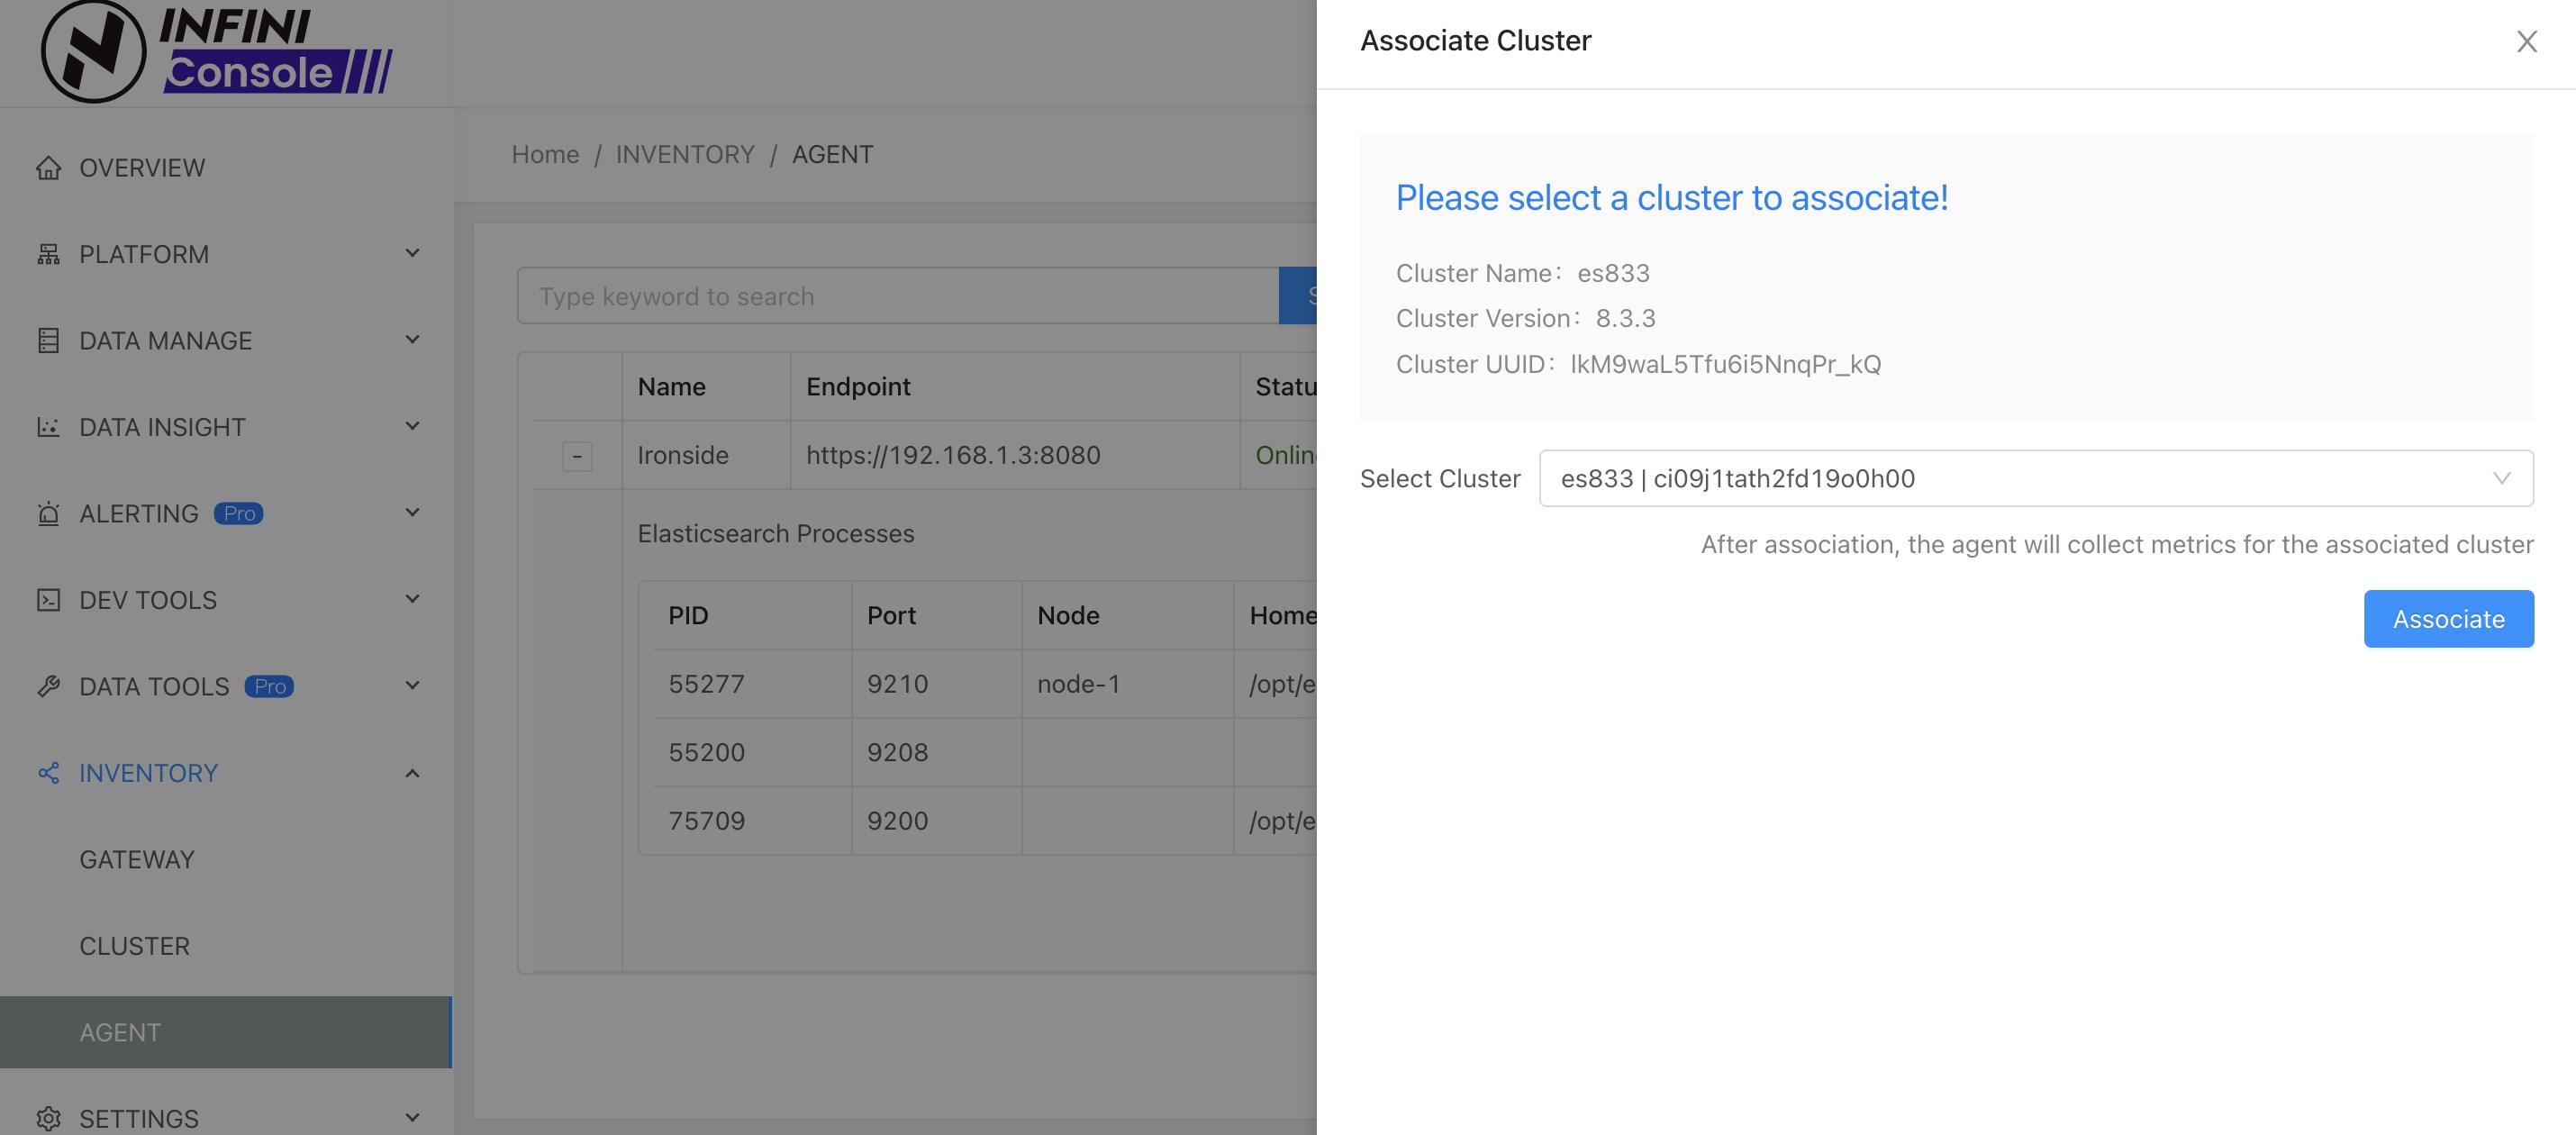 INFINI
Console
OVERVIEW
PLATFORM
DATA MANAGE
DATA INSIGHT
ALERTING Pro
DEV TOOLS
DATA TOOLS Pro
INVENTORY
GATEWAY
CLUSTER
AGENT
SETTINGS
Home / INVENTORY / AGENT
Type keyword to search
S
Name Endpoint Statu
- Ironside https://192.168.1.3:8080 Onlin
Elasticsearch Processes
PID Port Node Home
55277 9210 node-1 /opt/e
55200 9208
75709 9200 /opt/e
Associate Cluster
Please select a cluster to associate!
Cluster Name: es833
Cluster Version: 8.3.3
Cluster UUID: lkM9waL5Tfu6i5NnqPr_kQ
Select Cluster es833 | ci09j1tath2fd19o0h00
After association, the agent will collect metrics for the associated cluster
Associate